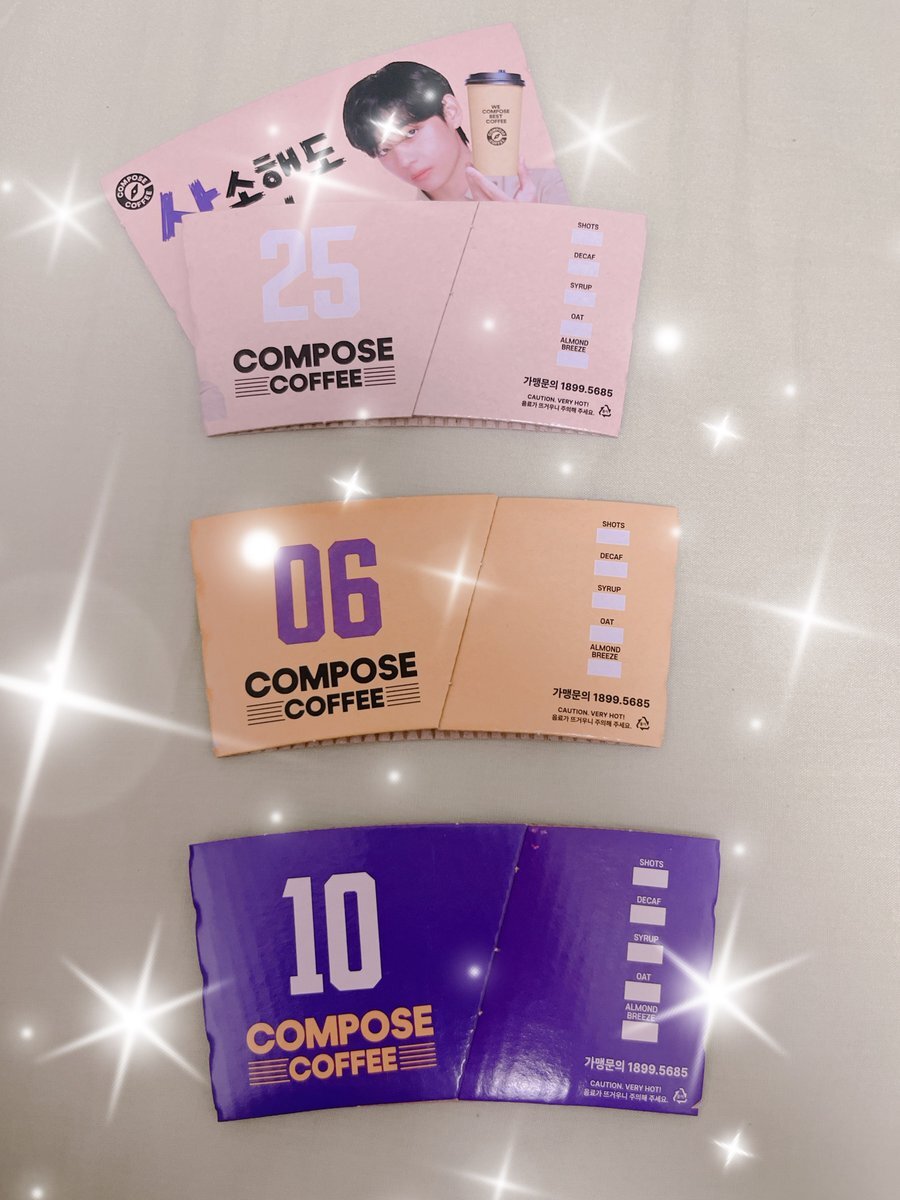 COMPOSE
COFFEE
사소해도
WE
COMPOSE
BEST
COFFEE
COMPOSE
COFFEE
25
COMPOSE
COFFEE
SHOTS
DECAF
SYRUP
OAT
ALMOND
BREEZE
가맹문의 1899.5685
CAUTION. VERY HOT!
음료가 뜨거우니 주의해 주세요.
06
COMPOSE
COFFEE
SHOTS
DECAF
SYRUP
OAT
ALMOND
BREEZE
가맹문의 1899.5685
CAUTION. VERY HOT!
음료가 뜨거우니 주의해 주세요.
10
COMPOSE
COFFEE
SHOTS
DECAF
SYRUP
OAT
ALMOND
BREEZE
가맹문의 1899.5685
CAUTION. VERY HOT!
음료가 뜨거우니 주의해 주세요.